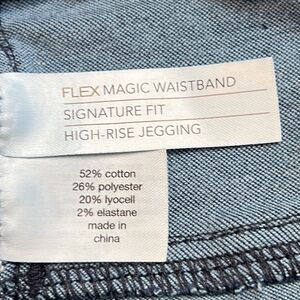 FLEX MAGIC WAISTBAND
SIGNATURE FIT
HIGH-RISE JEGGING
52% cotton
26% polyester
20% lyocell
2% elastane
made in
china